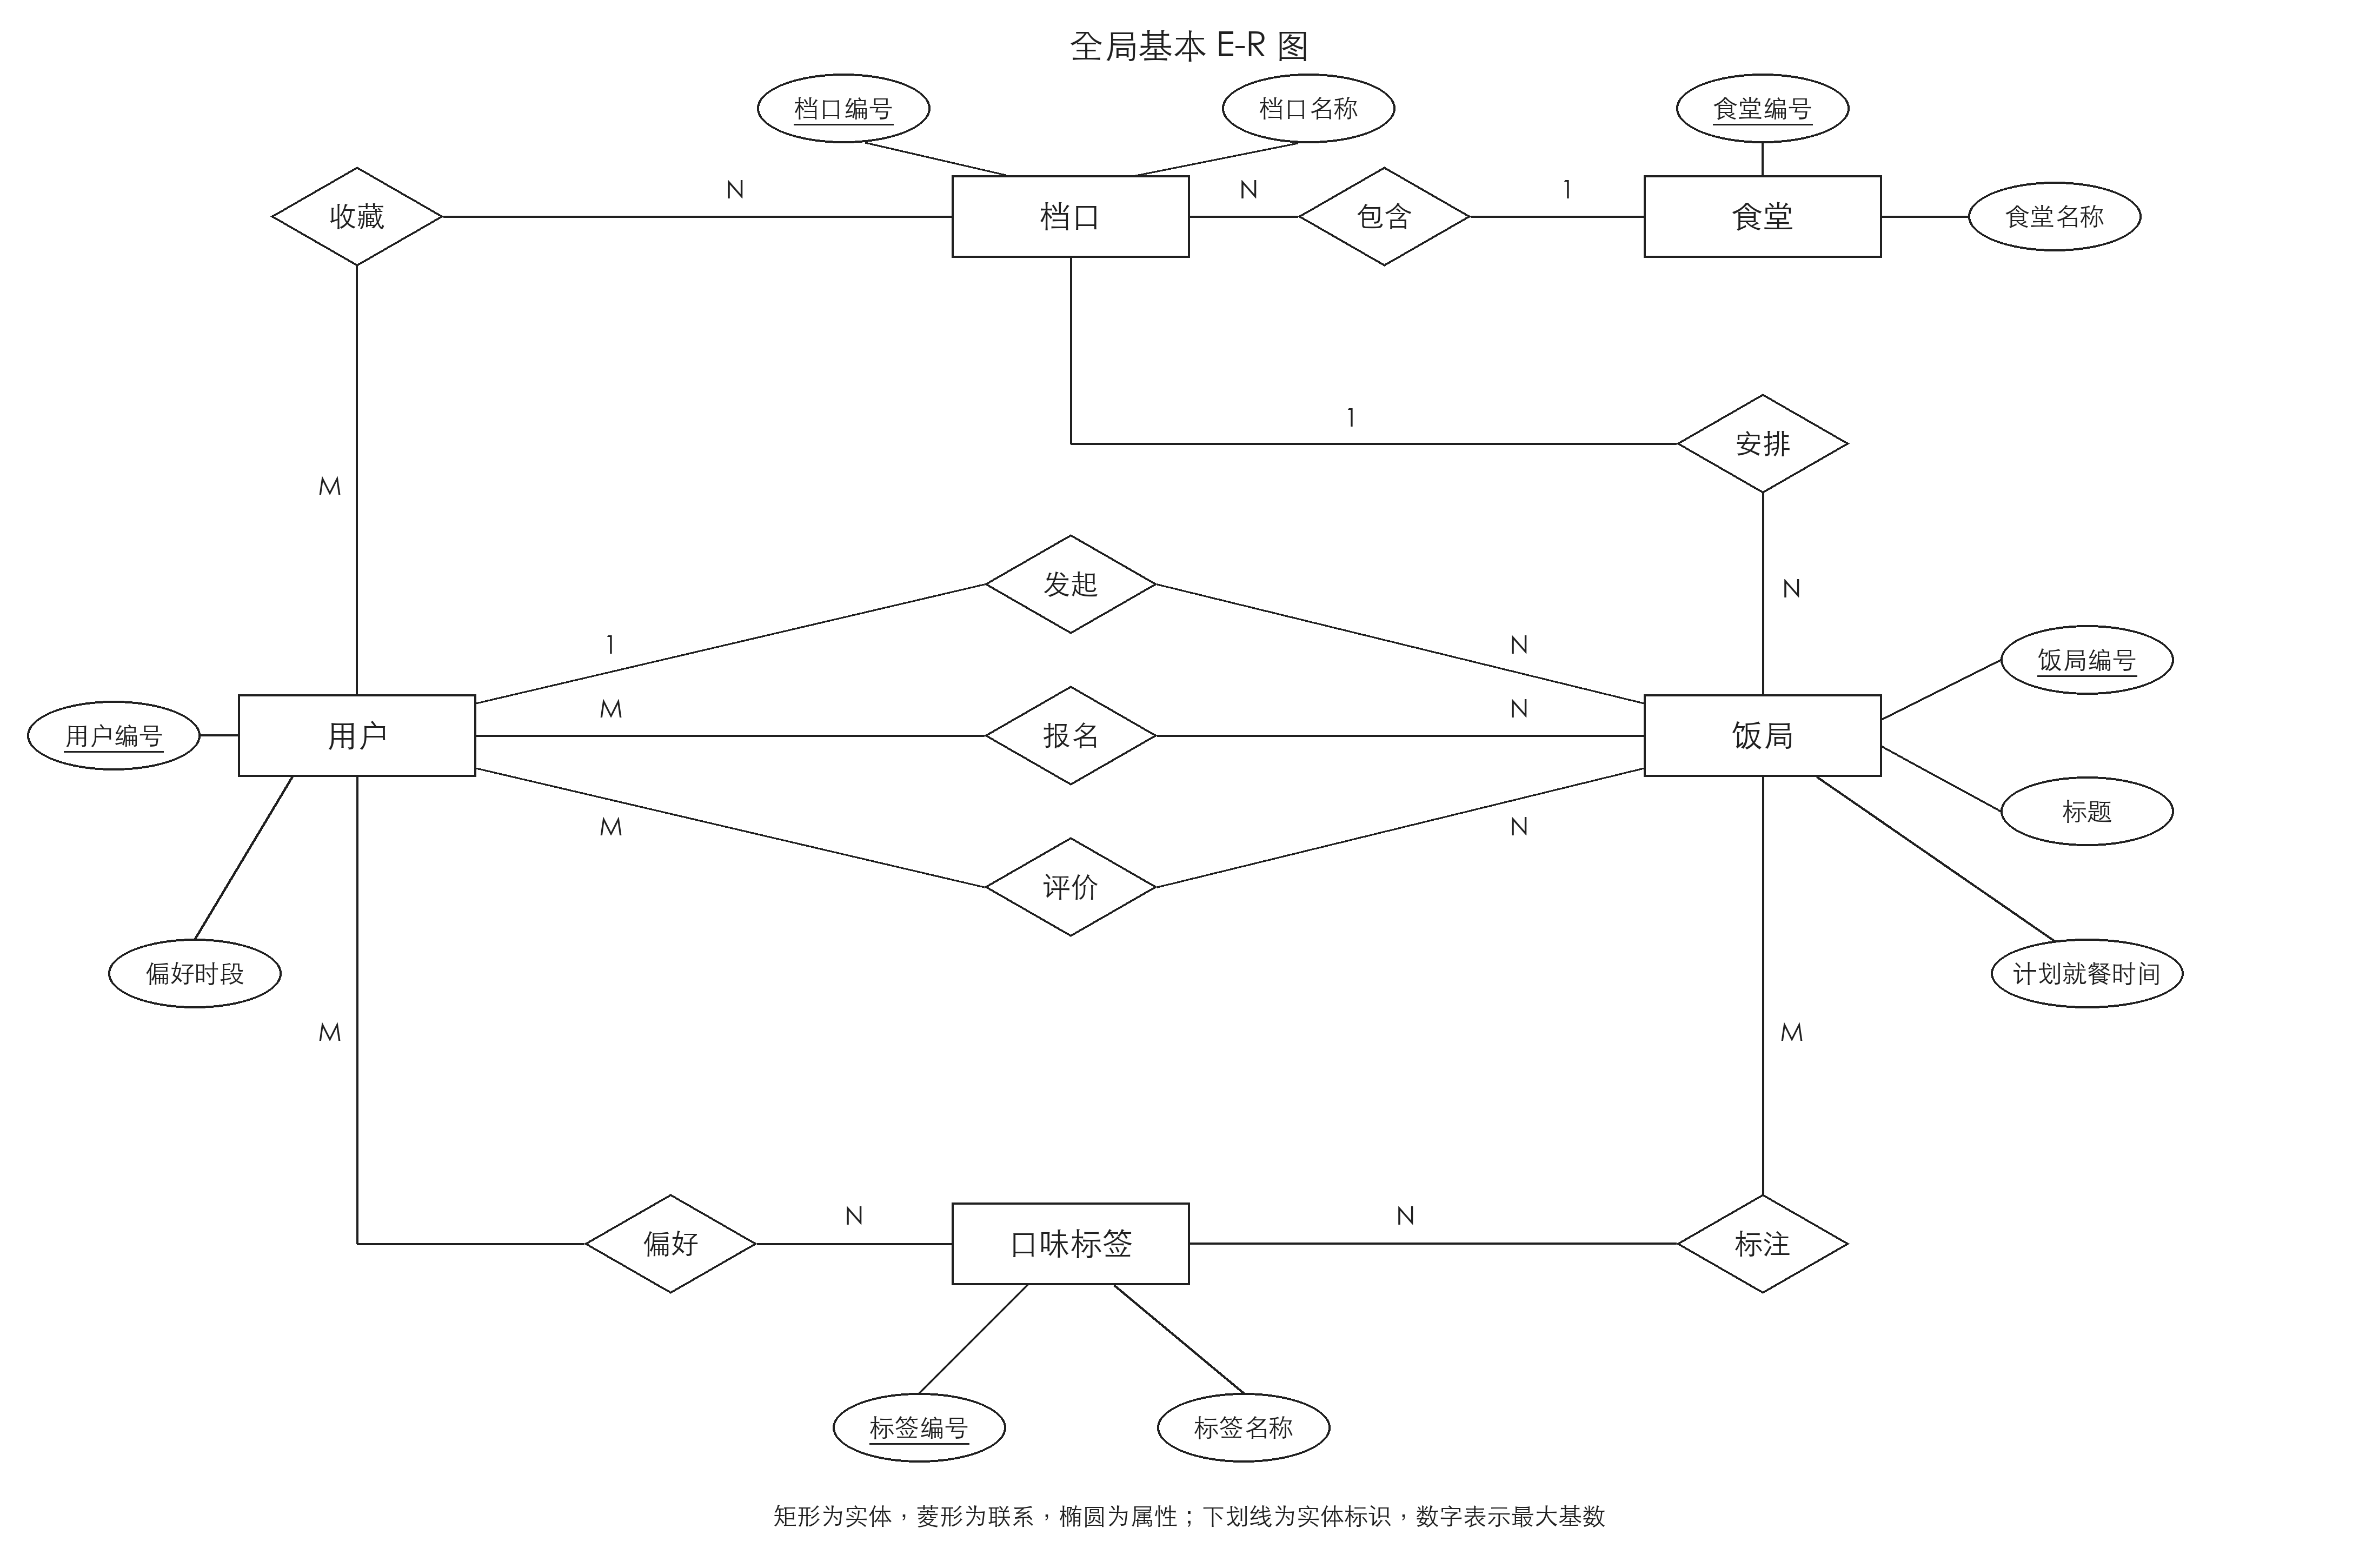 全局基本 E-R 图
档口编号
档口名称
食堂编号
收藏
N
档口
N
包含
1
食堂
食堂名称
1
安排
M
发起
N
1
N
饭局编号
M
N
用户编号
用户
报名
饭局
标题
M
N
评价
偏好时段
计划就餐时间
M
M
N
N
偏好
口味标签
标注
标签编号
标签名称
矩形为实体，菱形为联系，椭圆为属性；下划线为实体标识，数字表示最大基数